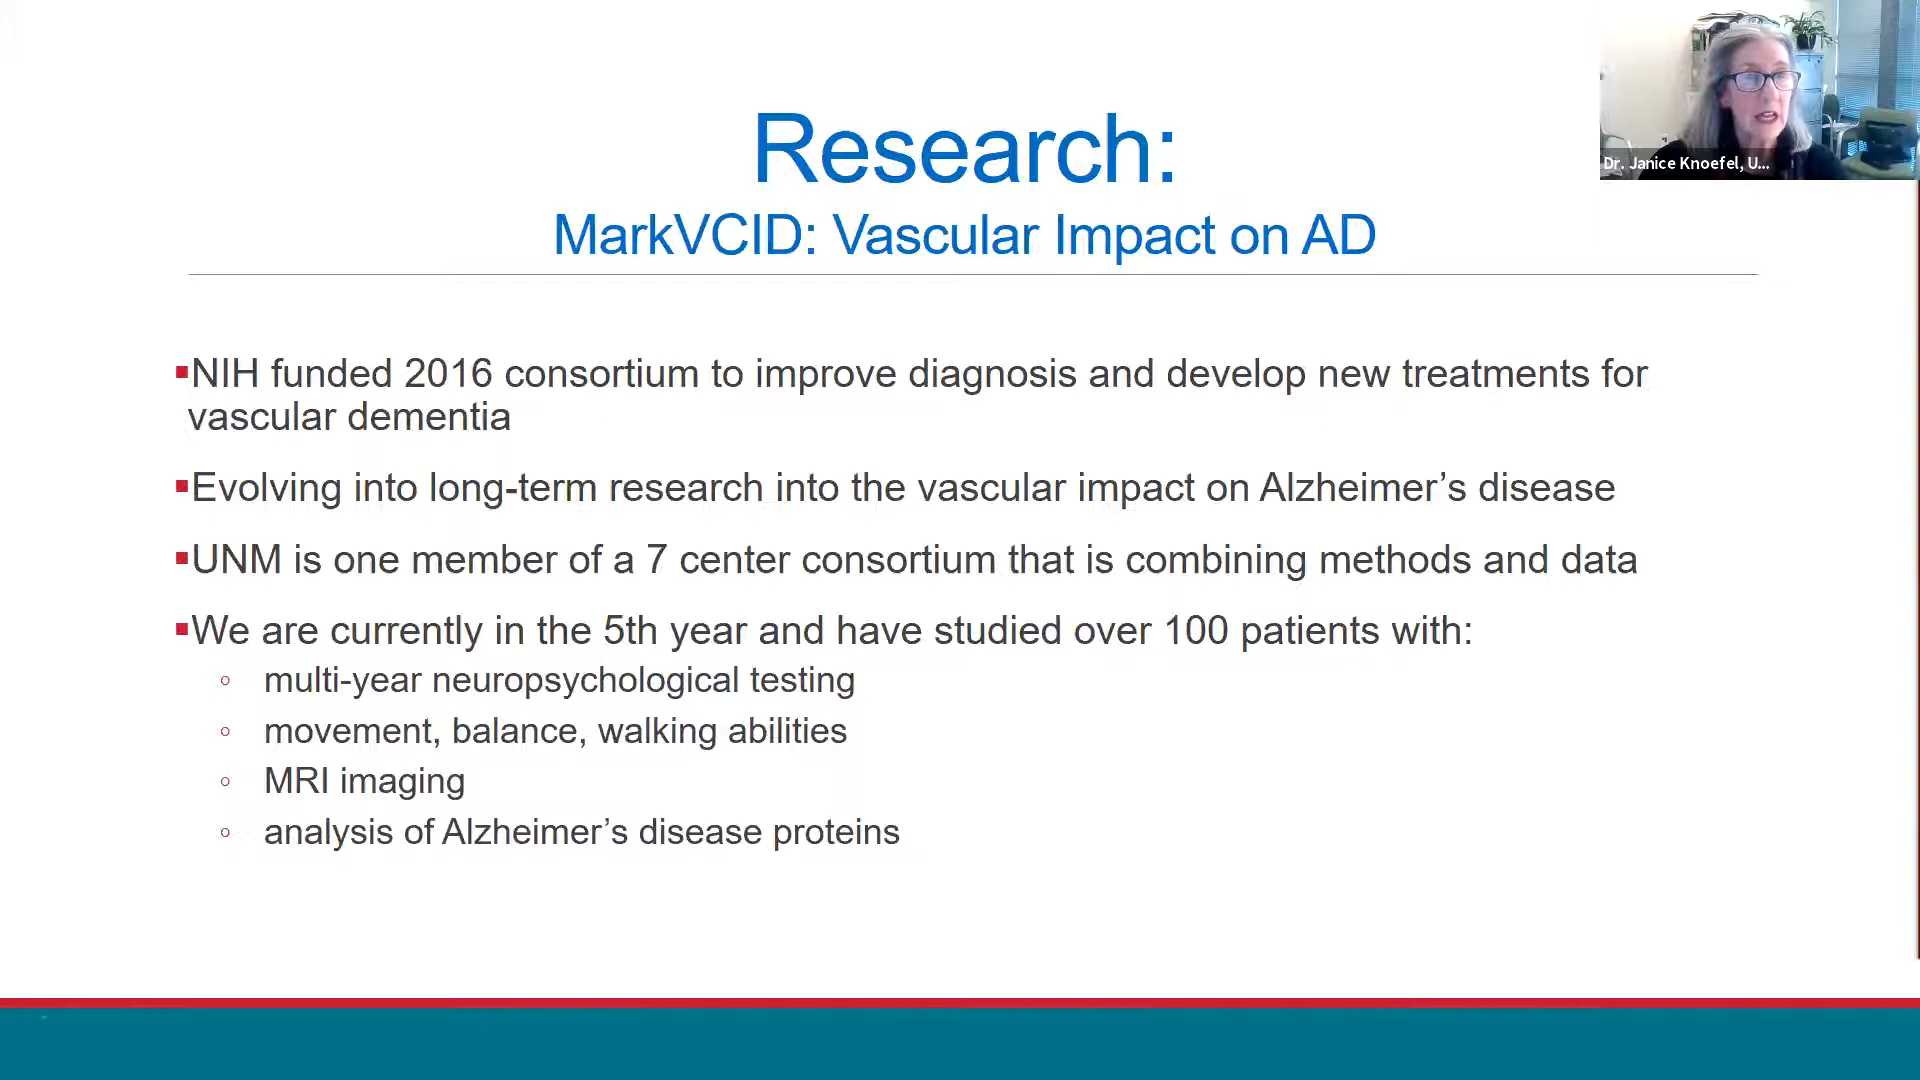 Research:
MarkVCID: Vascular Impact on AD
Dr. Janice Knoefel, U...
▪NIH funded 2016 consortium to improve diagnosis and develop new treatments for
vascular dementia
▪Evolving into long-term research into the vascular impact on Alzheimer’s disease
▪UNM is one member of a 7 center consortium that is combining methods and data
▪We are currently in the 5th year and have studied over 100 patients with:
◦ multi-year neuropsychological testing
◦ movement, balance, walking abilities
◦ MRI imaging
◦ analysis of Alzheimer’s disease proteins